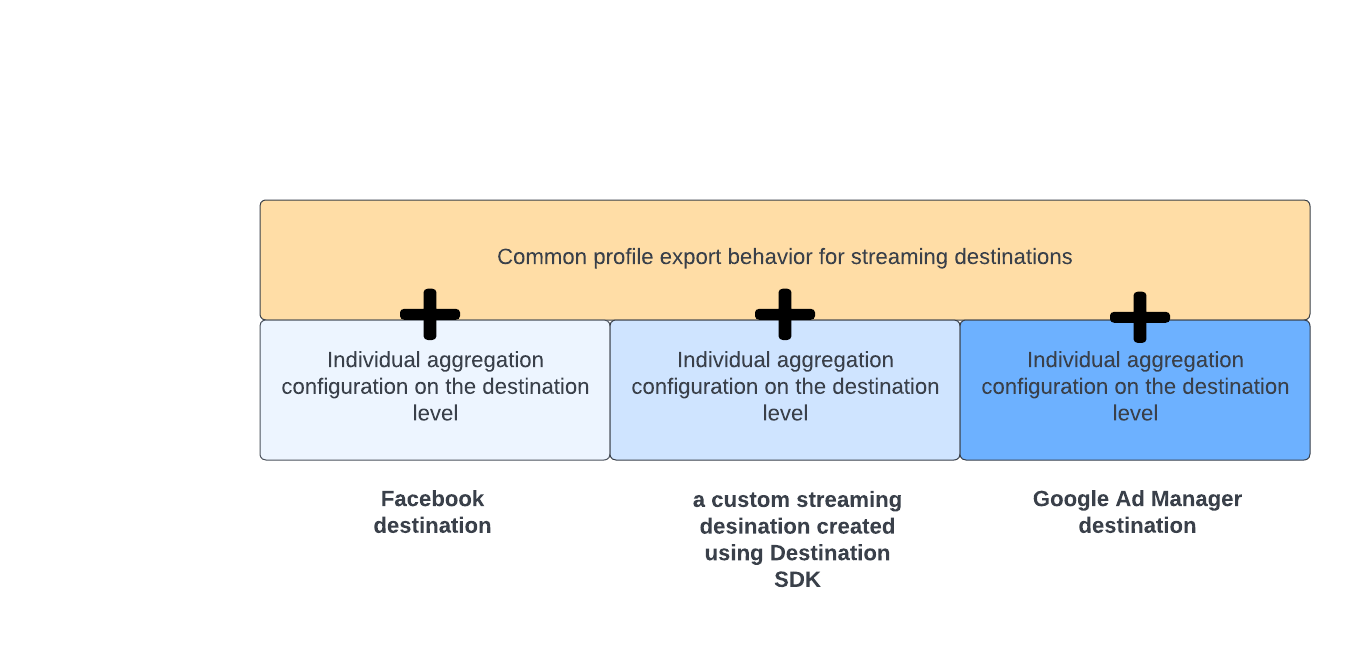 Common profile export behavior for streaming destinations
Individual aggregation
configuration on the destination
level
Individual aggregation
configuration on the destination
level
Individual aggregation
configuration on the destination
level
Facebook
destination
a custom streaming
desination created
using Destination
SDK
Google Ad Manager
destination